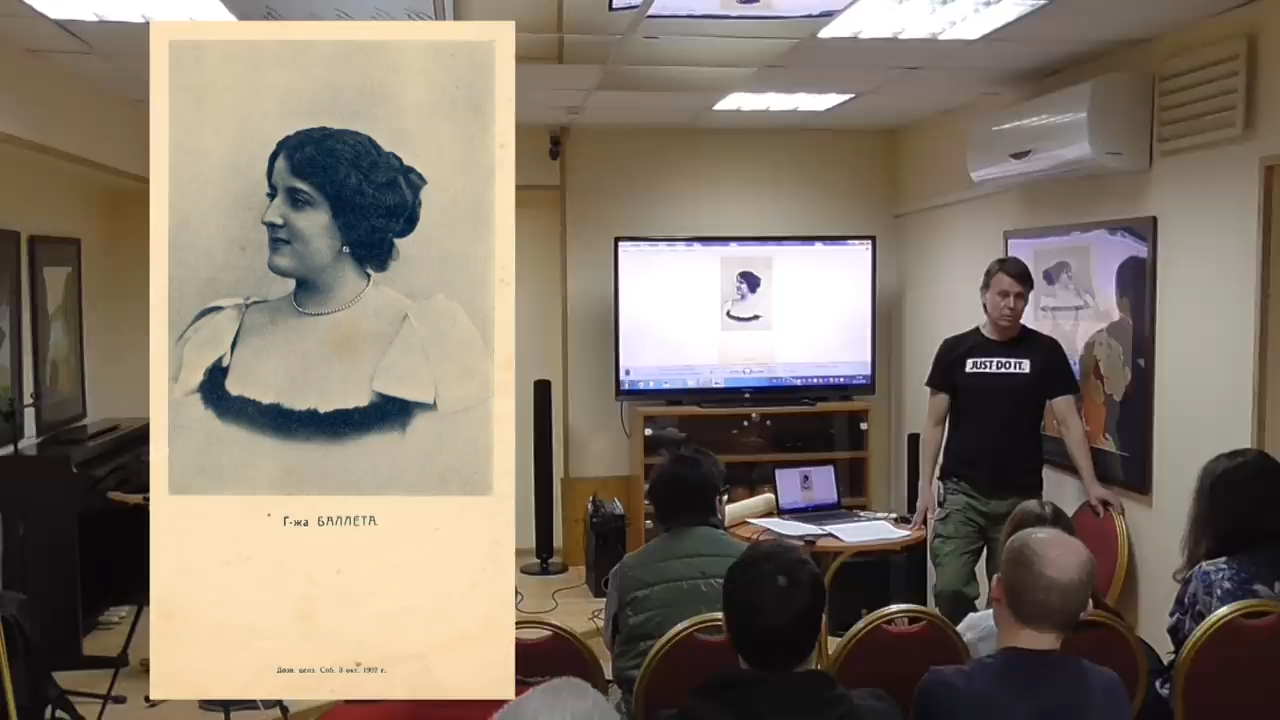 Г-жа БАЛЛЕТА
Дозв. ценз. Спб. 3 окт. 1902 г.
JUST DO IT.